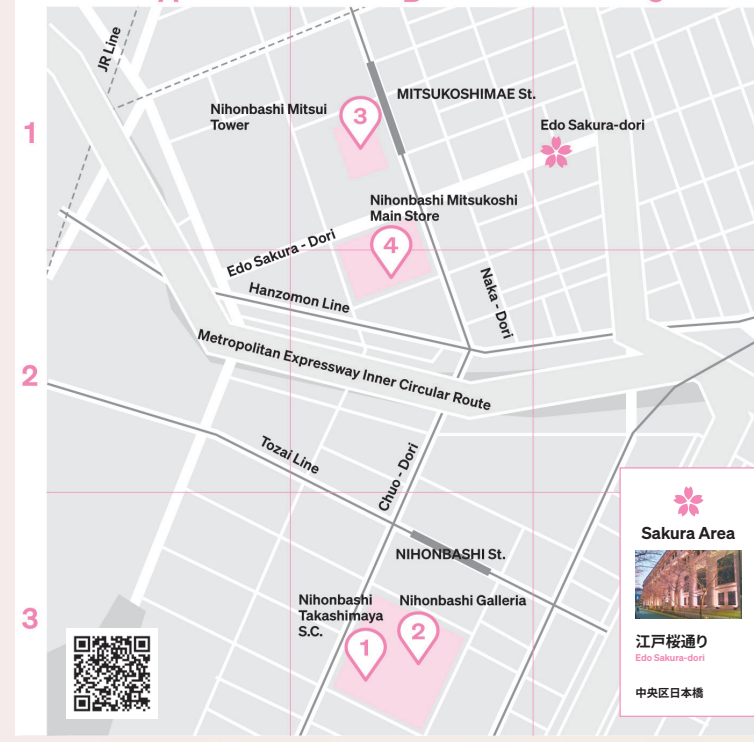 1
2
3
JR Line
Nihonbashi Mitsui
Tower
3
MITSUKOSHIMAE St.
Edo Sakura-dori
Nihonbashi Mitsukoshi
Main Store
4
Edo Sakura - Dori
Hanzomon Line
Naka - Dori
Metropolitan Expressway Inner Circular Route
Tozai Line
Chuo - Dori
NIHONBASHI St.
Nihonbashi
Takashimaya
S.C.
1
Nihonbashi Galleria
2
Sakura Area
江戸桜通り
Edo Sakura-dori
中央区日本橋